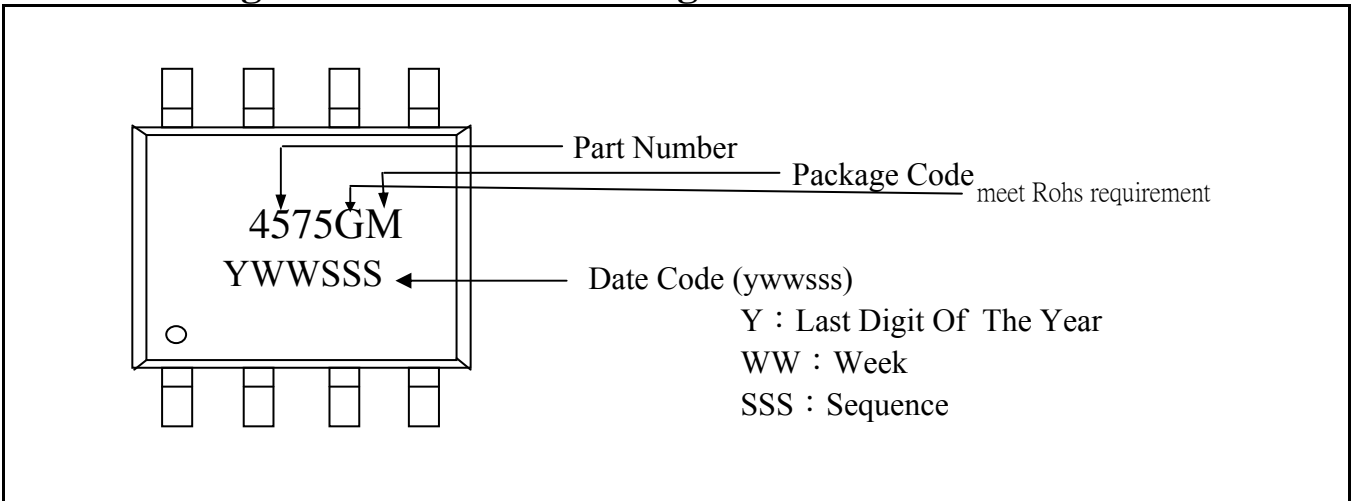 Part Number
Package Code
meet Rohs requirement
4575GM
YWWSSS
Date Code (ywwsss)
Y：Last Digit Of The Year
WW：Week
SSS：Sequence